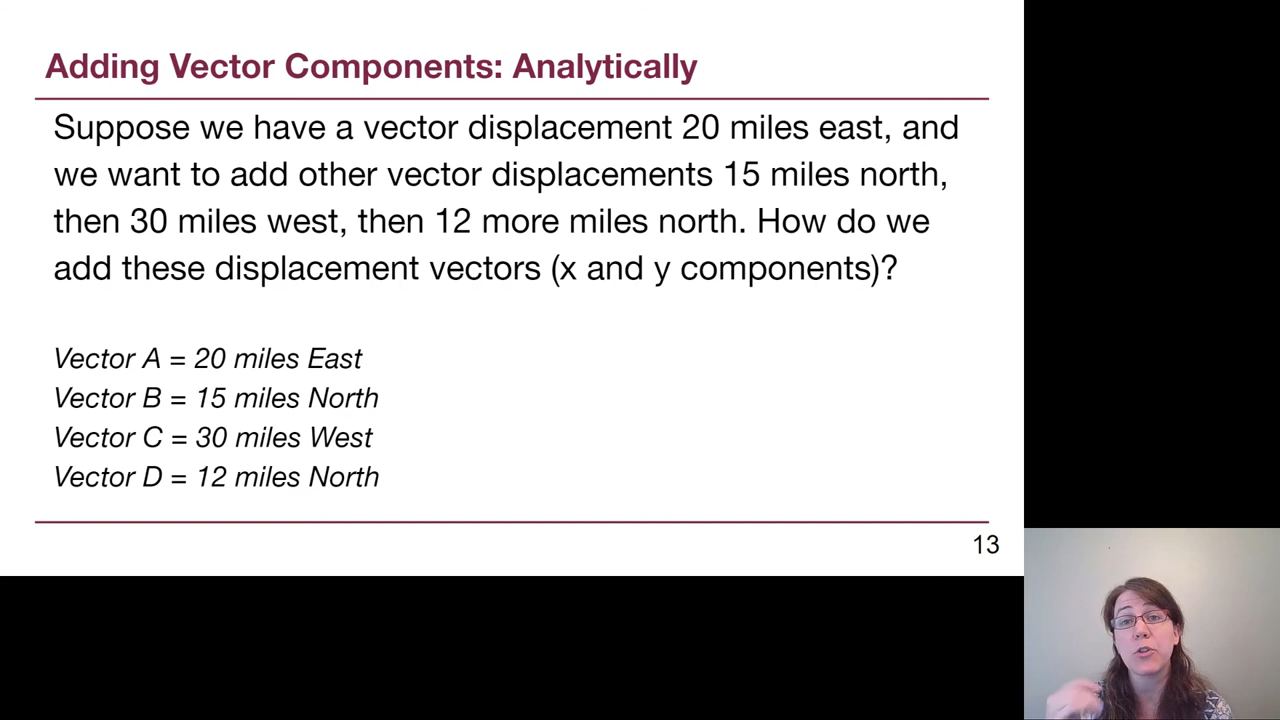 Adding Vector Components: Analytically
Suppose we have a vector displacement 20 miles east, and
we want to add other vector displacements 15 miles north,
then 30 miles west, then 12 more miles north. How do we
add these displacement vectors (x and y components)?
Vector A = 20 miles East
Vector B = 15 miles North
Vector C = 30 miles West
Vector D = 12 miles North
13